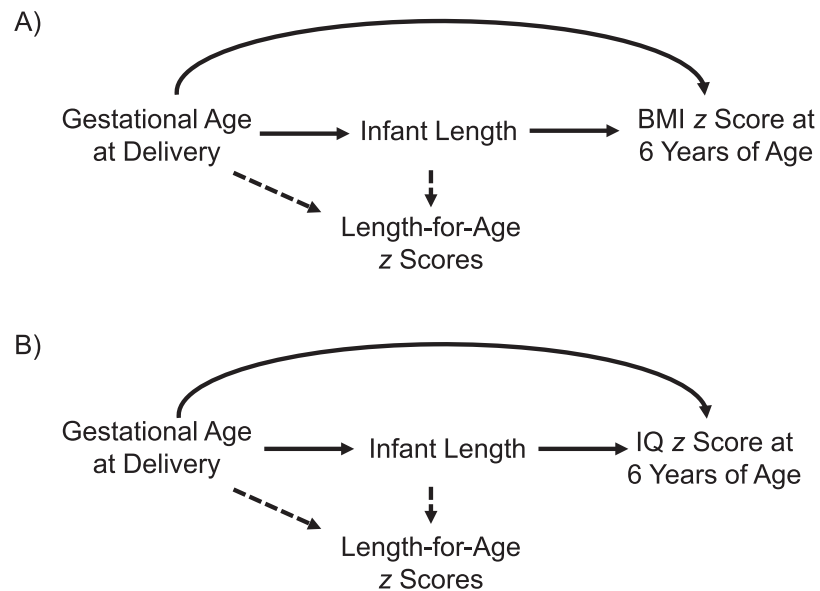 A)
Gestational Age
at Delivery
Infant Length
BMI z Score at
6 Years of Age
Length-for-Age
z Scores
B)
Gestational Age
at Delivery
Infant Length
IQ z Score at
6 Years of Age
Length-for-Age
z Scores